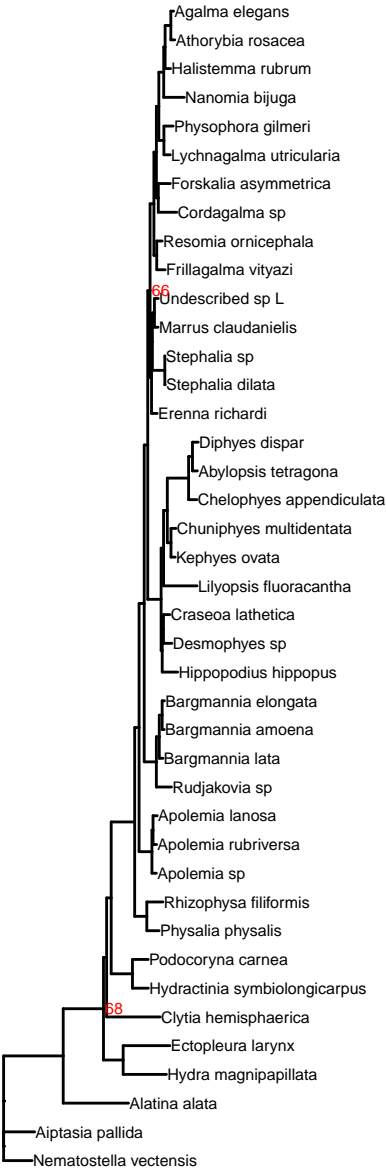 Agalma elegans
Athorybia rosacea
Halistemma rubrum
Nanomia bijuga
Physophora gilmeri
Lychnagalma utricularia
Forskalia asymmetrica
Cordagalma sp
Resomia ornicephala
Frillagalma vityazi
66
Undescribed sp L
Marrus claudanielis
Stephalia sp
Stephalia dilata
Erenna richardi
Diphyes dispar
Abylopsis tetragona
Chelophyes appendiculata
Chuniphyes multidentata
Kephyes ovata
Lilyopsis fluoracantha
Craseoa lathetica
Desmophyes sp
Hippopodius hippopus
Bargmannia elongata
Bargmannia amoena
Bargmannia lata
Rudjakovia sp
Apolemia lanosa
Apolemia rubriversa
Apolemia sp
Rhizophysa filiformis
Physalia physalis
Podocoryna carnea
Hydractinia symbiolongicarpus
68
Clytia hemisphaerica
Ectopleura larynx
Hydra magnipapillata
Alatina alata
Aiptasia pallida
Nematostella vectensis